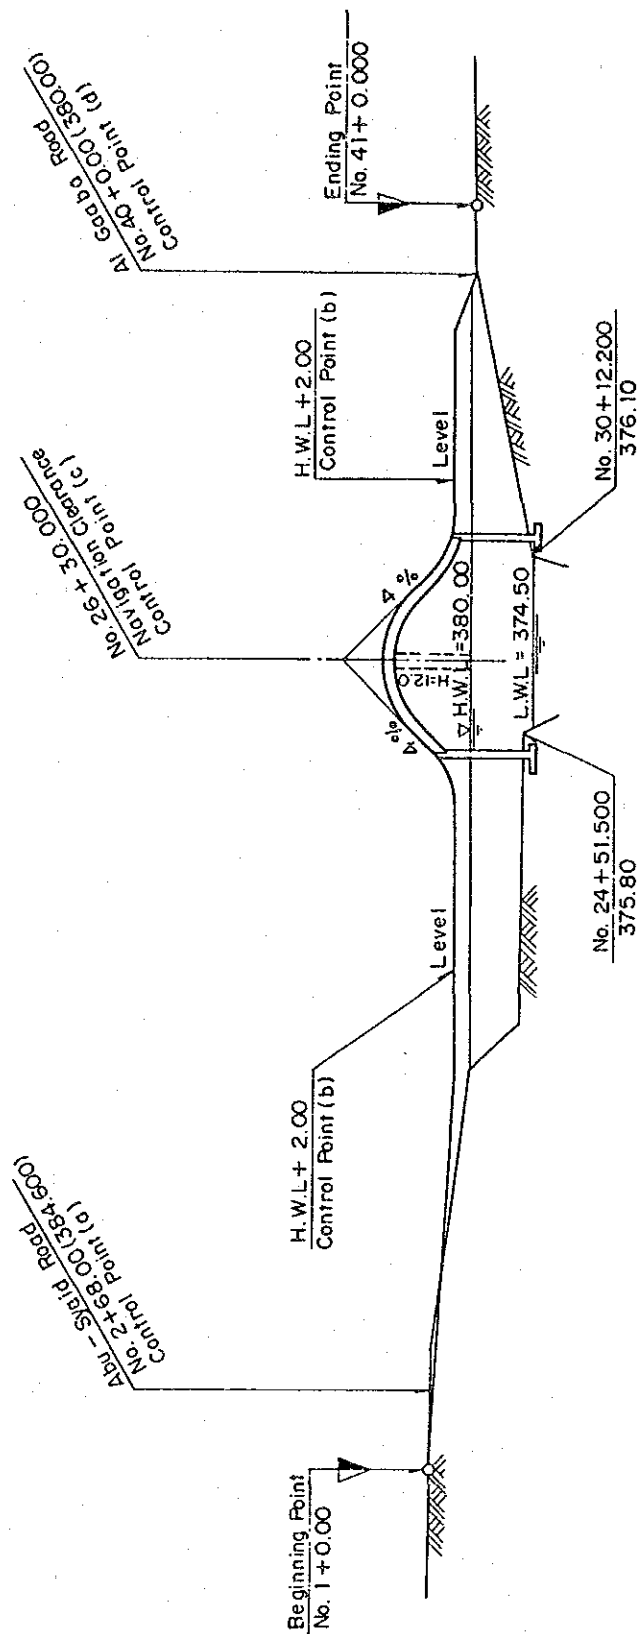 Beginning Point
No. 1 + 0.00
Abu - Syaid Road
No. 2 + 68.00 (384.600)
Control Point (a)
H.W.L + 2.00
Control Point (b)
Level
No. 24 + 51.500
375.80
No. 26 + 30.000
Navigation Clearance
Control Point (c)
4 %
4 %
H=12.0
H.W.L = 380.00
L.W.L = 374.50
H.W.L + 2.00
Control Point (b)
Level
No. 30 + 12.200
376.10
Al Gaaba Road
No. 40 + 0.00 (380.00)
Control Point (d)
Ending Point
No. 41 + 0.000